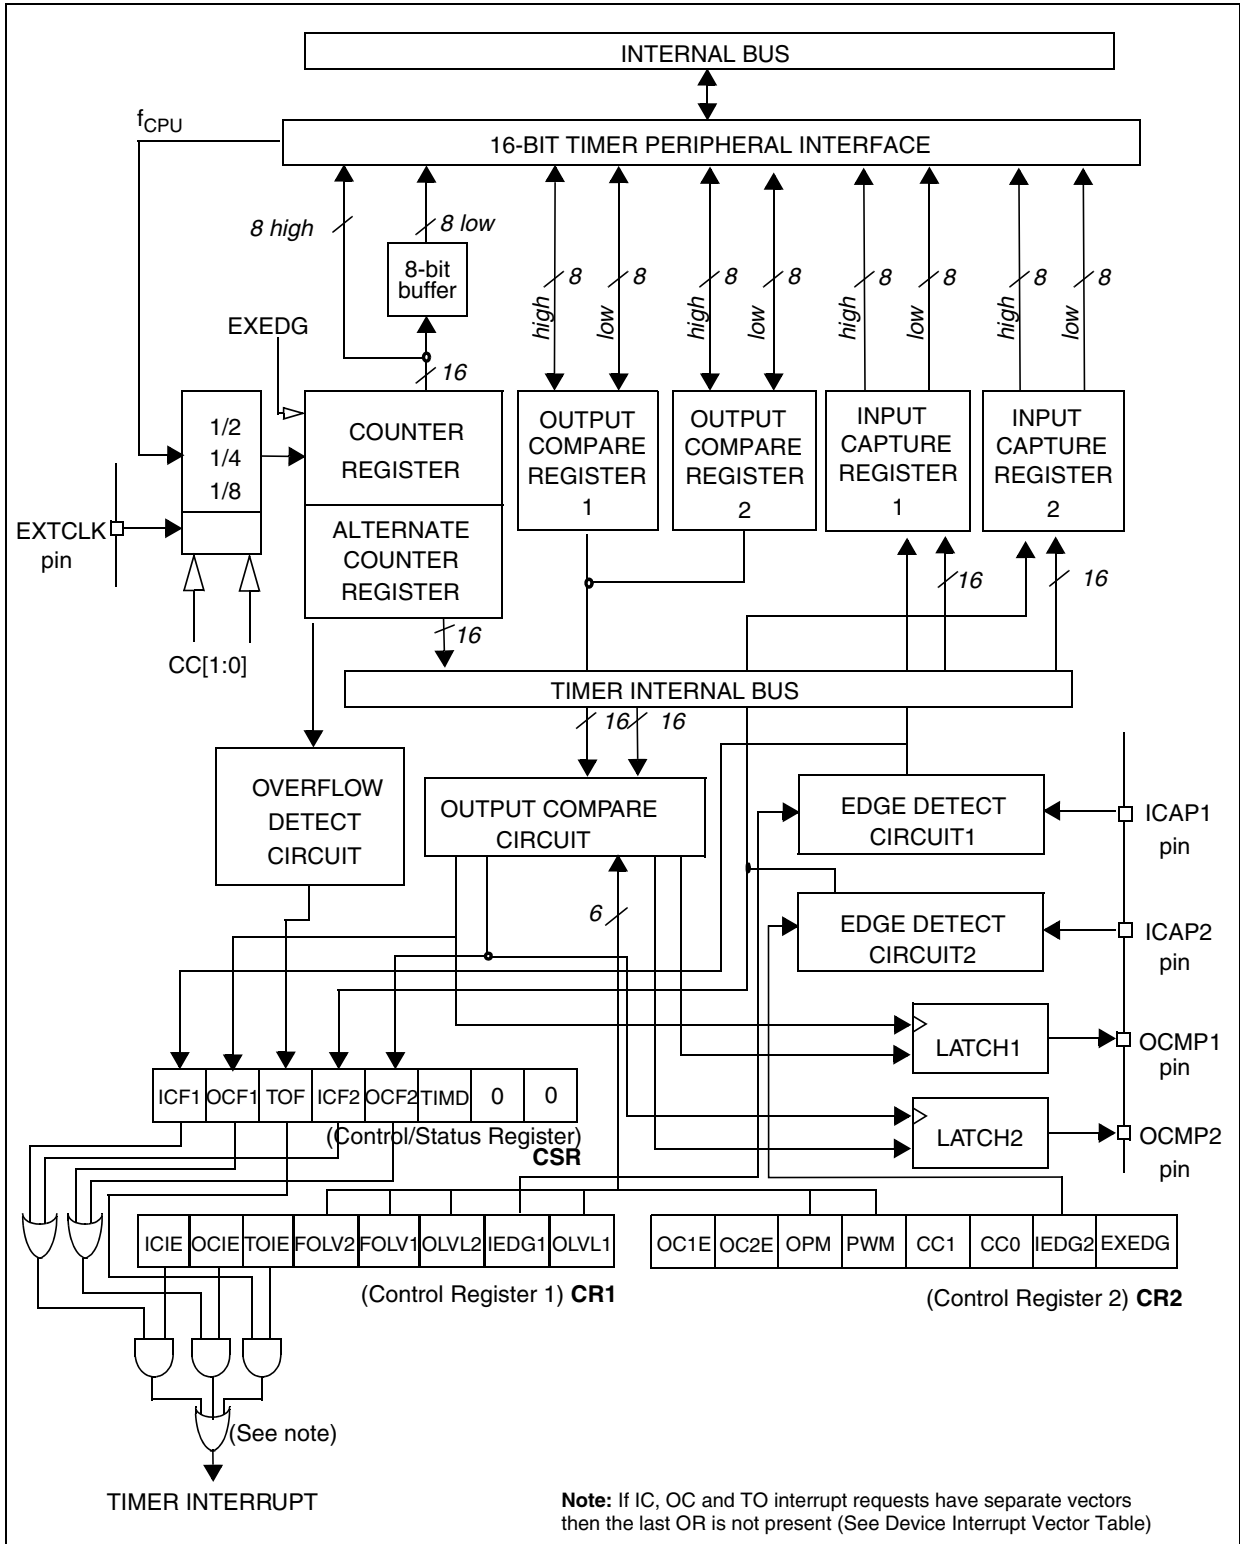 INTERNAL BUS
fCPU
16-BIT TIMER PERIPHERAL INTERFACE
8 high
8 low
8-bit
buffer
8
8
8
8
8
8
8
8
high
low
high
low
high
low
high
low
EXEDG
16
1/2
1/4
1/8
COUNTER
REGISTER
ALTERNATE
COUNTER
REGISTER
OUTPUT
COMPARE
REGISTER
1
OUTPUT
COMPARE
REGISTER
2
INPUT
CAPTURE
REGISTER
1
INPUT
CAPTURE
REGISTER
2
EXTCLK
pin
16
16
16
CC[1:0]
TIMER INTERNAL BUS
16
16
OVERFLOW
DETECT
CIRCUIT
OUTPUT COMPARE
CIRCUIT
EDGE DETECT
CIRCUIT1
ICAP1
pin
6
EDGE DETECT
CIRCUIT2
ICAP2
pin
LATCH1
OCMP1
pin
ICF1 OCF1 TOF ICF2 OCF2 TIMD 0 0
(Control/Status Register)
CSR
LATCH2
OCMP2
pin
ICIE OCIE TOIE FOLV2 FOLV1 OLVL2 IEDG1 OLVL1
OC1E OC2E OPM PWM CC1 CC0 IEDG2 EXEDG
(Control Register 1) CR1
(Control Register 2) CR2
(See note)
TIMER INTERRUPT
Note: If IC, OC and TO interrupt requests have separate vectors
then the last OR is not present (See Device Interrupt Vector Table)